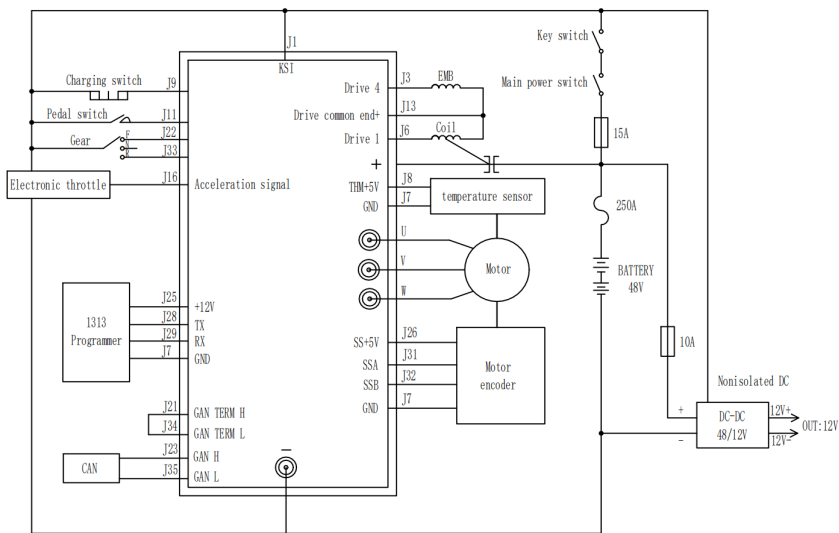 J1
KSI
Key switch
Main power switch
15A
Charging switch
J9
Pedal switch
J11
J22
Gear
F
N
R
J33
Electronic throttle
J16
Acceleration signal
Drive 4
J3
EMB
Drive common end+
J13
Drive 1
J6
Coil
+
THM+5V
J8
GND
J7
temperature sensor
U
V
W
Motor
250A
BATTERY
48V
10A
1313
Programmer
J25
+12V
J28
TX
J29
RX
J7
GND
SS+5V
J26
SSA
J31
SSB
J32
GND
J7
Motor
encoder
J21
GAN TERM H
J34
GAN TERM L
J23
GAN H
J35
GAN L
CAN
−
Nonisolated DC
+
−
DC-DC
48/12V
12V+
12V-
OUT:12V